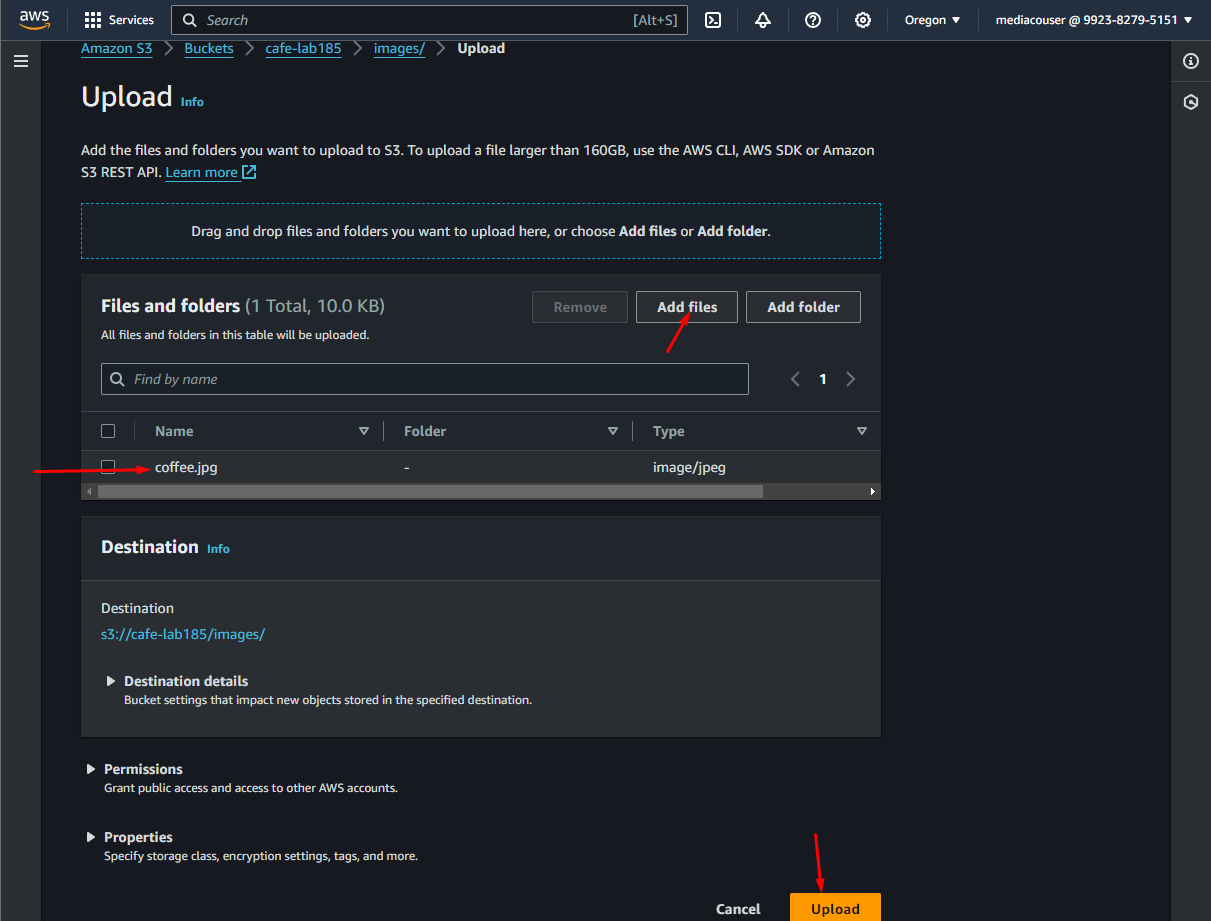 aws Services Search [Alt+S] Oregon mediacouser @ 9923-8279-5151
Amazon S3 Buckets cafe-lab185 images/ Upload
Upload Info
Add the files and folders you want to upload to S3. To upload a file larger than 160GB, use the AWS CLI, AWS SDK or Amazon
S3 REST API. Learn more
Drag and drop files and folders you want to upload here, or choose Add files or Add folder.
Files and folders (1 Total, 10.0 KB) Remove Add files Add folder
All files and folders in this table will be uploaded.
Find by name 1
Name Folder Type
coffee.jpg - image/jpeg
Destination Info
Destination
s3://cafe-lab185/images/
Destination details
Bucket settings that impact new objects stored in the specified destination.
Permissions
Grant public access and access to other AWS accounts.
Properties
Specify storage class, encryption settings, tags, and more.
Cancel Upload